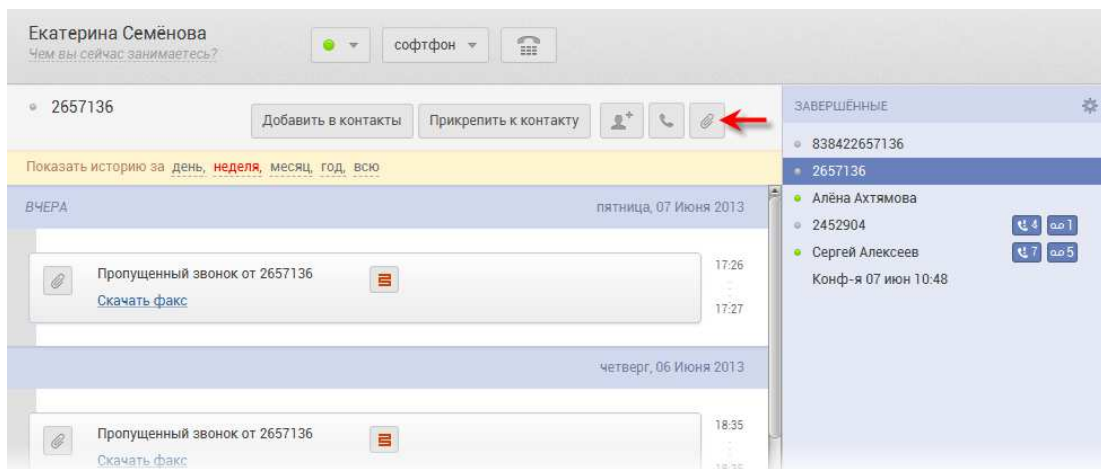 Екатерина Семёнова
Чем вы сейчас занимаетесь?
софтфон
2657136
Добавить в контакты
Прикрепить к контакту
Показать историю за день, неделя, месяц, год, всю
ВЧЕРА
пятница, 07 Июня 2013
Пропущенный звонок от 2657136
Скачать факс
17:26
17:27
четверг, 06 Июня 2013
Пропущенный звонок от 2657136
Скачать факс
18:35
18:35
ЗАВЕРШЁННЫЕ
838422657136
2657136
Алёна Ахтямова
2452904 4 1
Сергей Алексеев 7 5
Конф-я 07 июн 10:48